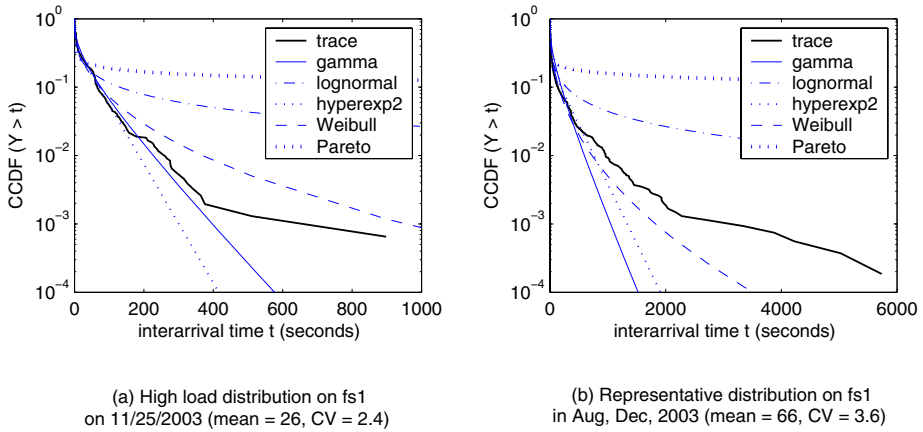 10^0
10^-1
10^-2
10^-3
10^-4
CCDF (Y > t)
0 200 400 600 800 1000
interarrival time t (seconds)
trace
gamma
lognormal
hyperexp2
Weibull
Pareto
(a) High load distribution on fs1
on 11/25/2003 (mean = 26, CV = 2.4)
10^0
10^-1
10^-2
10^-3
10^-4
CCDF (Y > t)
0 2000 4000 6000
interarrival time t (seconds)
trace
gamma
lognormal
hyperexp2
Weibull
Pareto
(b) Representative distribution on fs1
in Aug, Dec, 2003 (mean = 66, CV = 3.6)